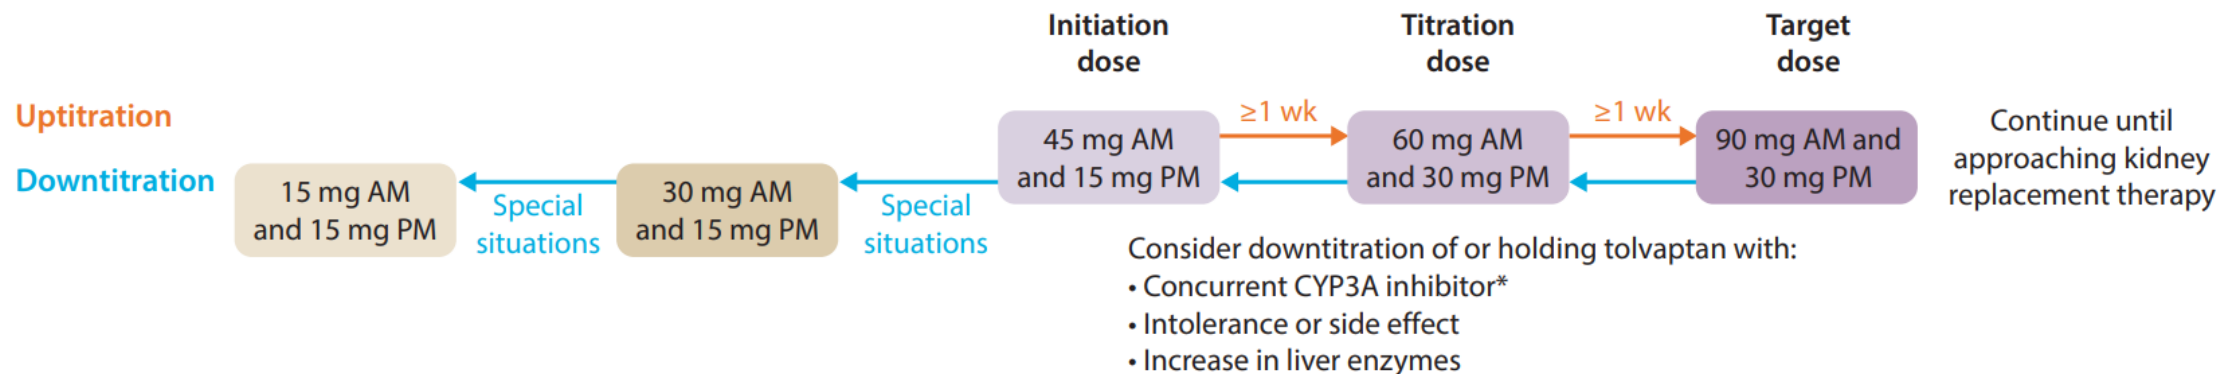 Initiation
dose
Titration
dose
Target
dose
Uptitration
Downtitration
15 mg AM
and 15 mg PM
Special
situations
30 mg AM
and 15 mg PM
Special
situations
45 mg AM
and 15 mg PM
≥1 wk
60 mg AM
and 30 mg PM
≥1 wk
90 mg AM and
30 mg PM
Continue until
approaching kidney
replacement therapy
Consider downtitration of or holding tolvaptan with:
• Concurrent CYP3A inhibitor*
• Intolerance or side effect
• Increase in liver enzymes